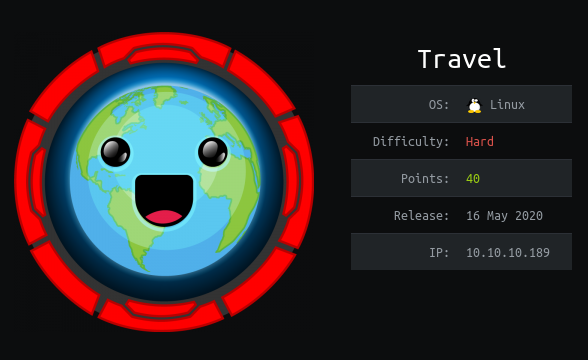 Travel
OS: Linux
Difficulty: Hard
Points: 40
Release: 16 May 2020
IP: 10.10.10.189